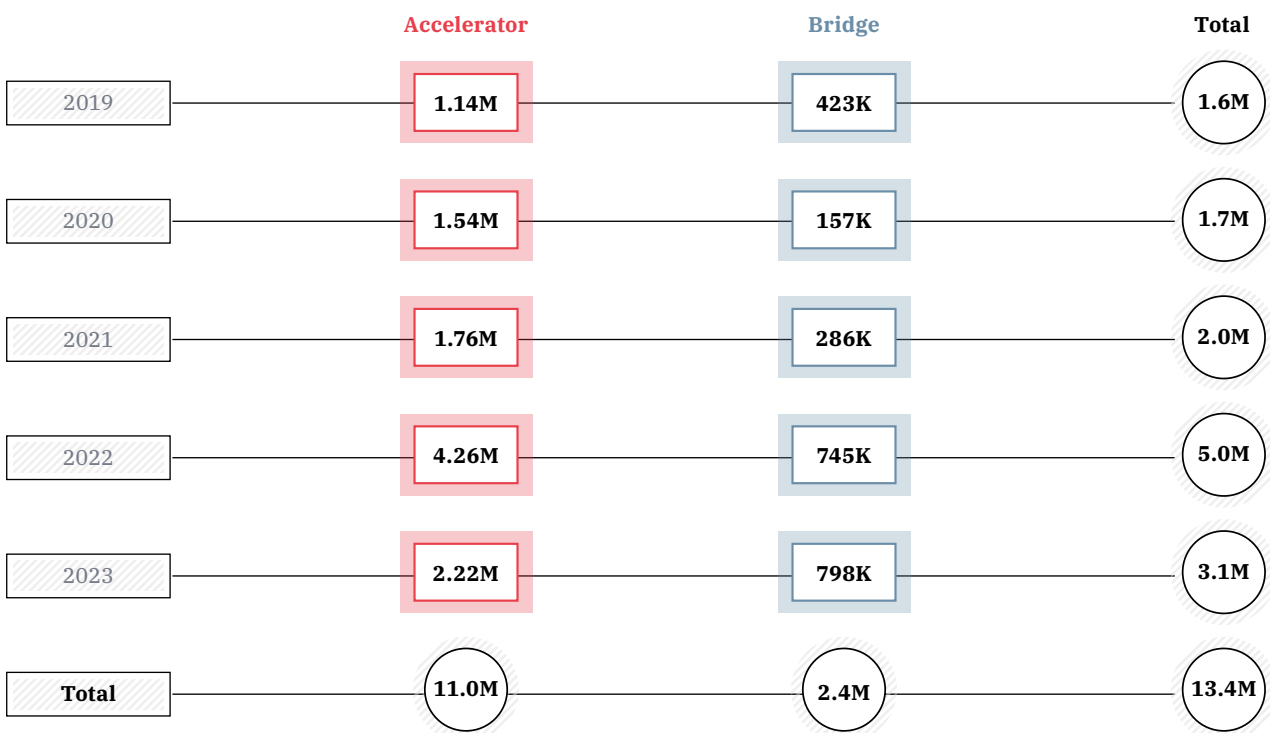 Accelerator Bridge Total
2019 1.14M 423K 1.6M
2020 1.54M 157K 1.7M
2021 1.76M 286K 2.0M
2022 4.26M 745K 5.0M
2023 2.22M 798K 3.1M
Total 11.0M 2.4M 13.4M